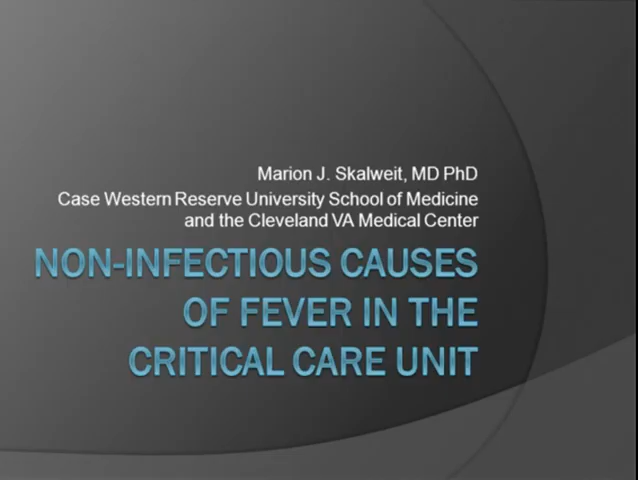 Marion J. Skalweit, MD PhD
Case Western Reserve University School of Medicine
and the Cleveland VA Medical Center
NON-INFECTIOUS CAUSES
OF FEVER IN THE
CRITICAL CARE UNIT